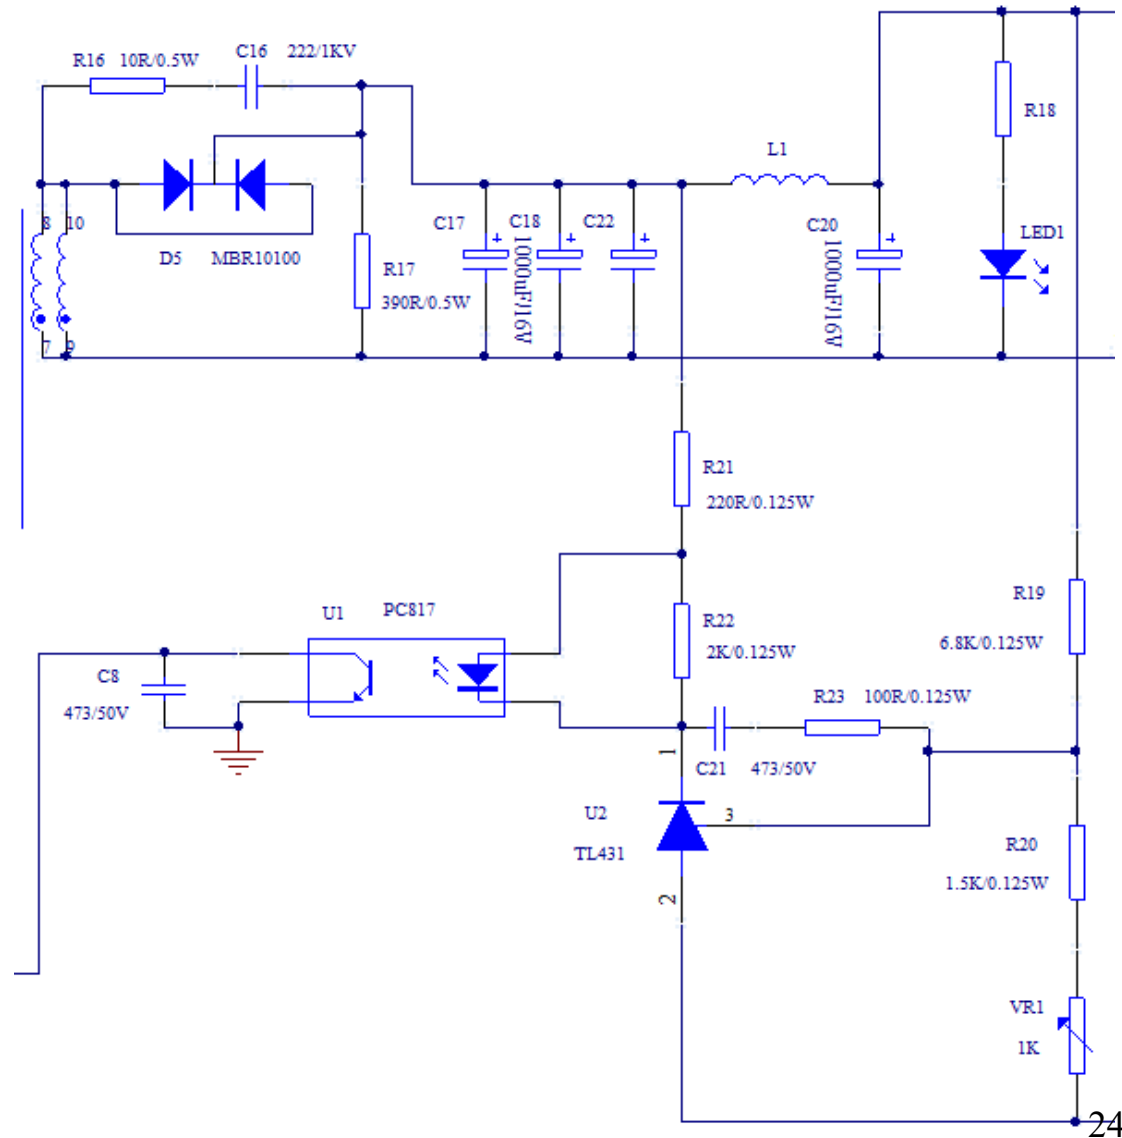 R16 10R/0.5W
C16 222/1KV
R18
L1
8 10
C17
C18
C22
C20
LED1
D5 MBR10100
R17
390R/0.5W
1000uF/16V
1000uF/16V
7 9
R21
220R/0.125W
U1 PC817
R22
2K/0.125W
R19
6.8K/0.125W
C8
473/50V
R23 100R/0.125W
1
C21 473/50V
U2
3
TL431
R20
1.5K/0.125W
2
VR1
1K
24